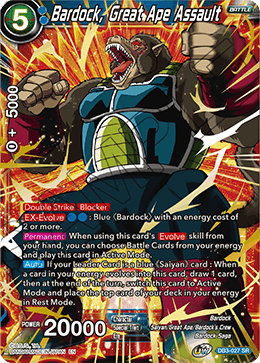 5
Bardock, Great Ape Assault
BATTLE
0 + 5000
Double Strike Blocker
EX-Evolve : Blue 《Bardock》 with an energy cost of
2 or more.
Permanent: When using this card's Evolve skill from
your hand, you can choose Battle Cards from your
energy and play this card in Active Mode.
Auto If your Leader Card is a blue 《Saiyan》 card : When
a card in your energy evolves into this card, draw 1 card,
then at the end of the turn, switch this card to Active
Mode and place the top card of your deck in your energy
in Rest Mode.
POWER 20000
Character Bardock
Special Trait Saiyan/Great Ape/Bardock's Crew
Era Bardock Saga
DB3-027 SR